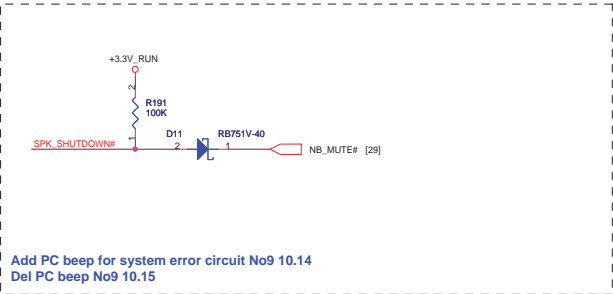 +3.3V_RUN
2
R191
100K
1
D11
RB751V-40
SPK_SHUTDOWN#
2
1
NB_MUTE# [29]
Add PC beep for system error circuit No9 10.14
Del PC beep No9 10.15